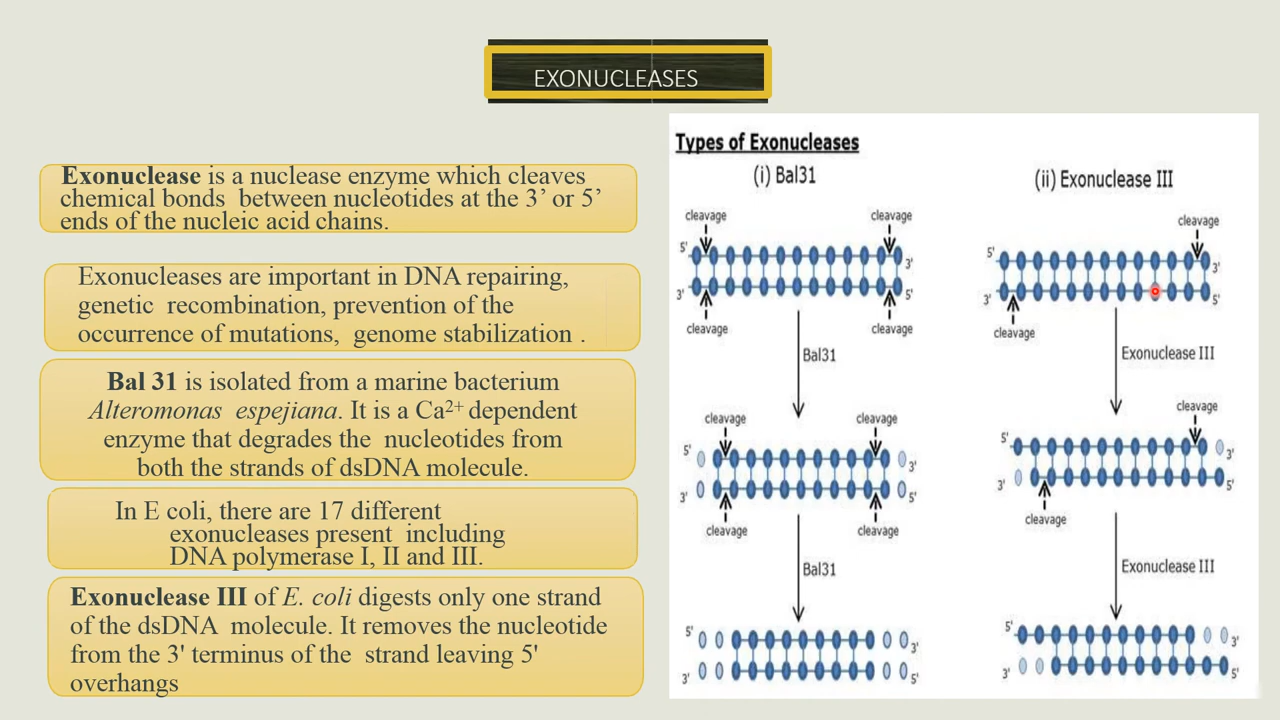 EXONUCLEASES
Exonuclease is a nuclease enzyme which cleaves
chemical bonds between nucleotides at the 3’ or 5’
ends of the nucleic acid chains.
Exonucleases are important in DNA repairing,
genetic recombination, prevention of the
occurrence of mutations, genome stabilization .
Bal 31 is isolated from a marine bacterium
Alteromonas espejiana. It is a Ca²⁺ dependent
enzyme that degrades the nucleotides from
both the strands of dsDNA molecule.
In E coli, there are 17 different
exonucleases present including
DNA polymerase I, II and III.
Exonuclease III of E. coli digests only one strand
of the dsDNA molecule. It removes the nucleotide
from the 3' terminus of the strand leaving 5'
overhangs
Types of Exonucleases
(i) Bal31
cleavage cleavage
5'
3'
3'
5'
cleavage cleavage
Bal31
cleavage cleavage
5'
3'
3'
5'
cleavage cleavage
Bal31
5'
3'
3'
5'
(ii) Exonuclease III
cleavage
5'
3'
3'
5'
cleavage
Exonuclease III
cleavage
5'
3'
3'
5'
cleavage
Exonuclease III
5'
3'
3'
5'